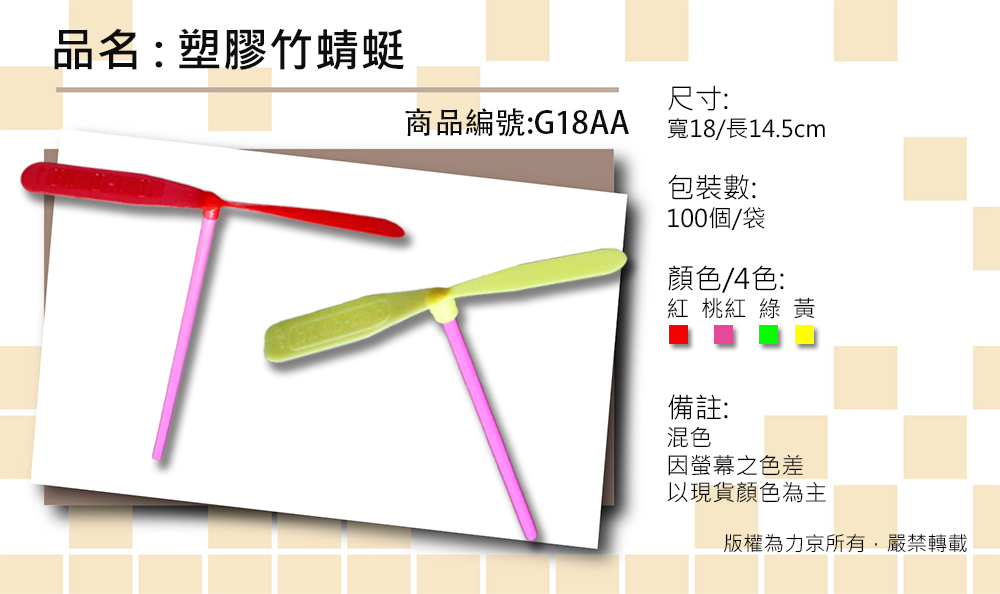 品名 : 塑膠竹蜻蜓
商品編號:G18AA
尺寸:
寬18/長14.5cm
包裝數:
100個/袋
顏色/4色:
紅 桃紅 綠 黃
備註:
混色
因螢幕之色差
以現貨顏色為主
版權為力京所有，嚴禁轉載